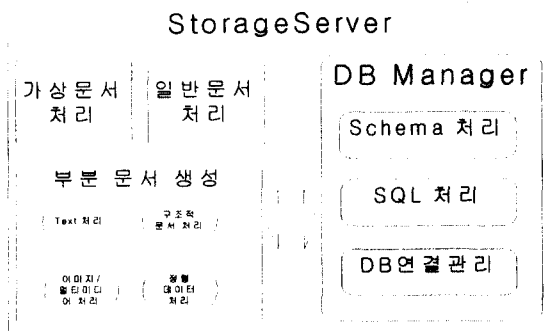 StorageServer
가상문서
처리
일반문서
처리
부분 문서 생성
Text 처리
구조적
문서 처리
이미지/
멀티미디
어 처리
정형
데이터
처리
DB Manager
Schema 처리
SQL 처리
DB연결관리